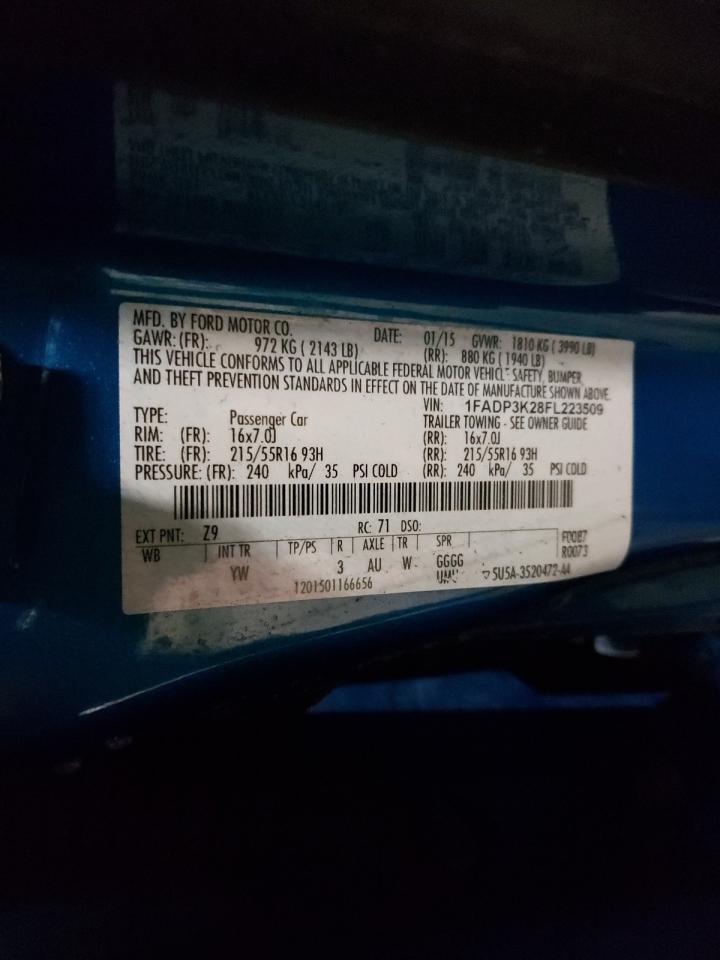 MFD. BY FORD MOTOR CO. DATE: 01/15 GVWR: 1810 KG ( 3990 LB)
GAWR: (FR): 972 KG ( 2143 LB) (RR): 880 KG ( 1940 LB)
THIS VEHICLE CONFORMS TO ALL APPLICABLE FEDERAL MOTOR VEHICLE SAFETY, BUMPER,
AND THEFT PREVENTION STANDARDS IN EFFECT ON THE DATE OF MANUFACTURE SHOWN ABOVE.
VIN: 1FADP3K28FL223509
TYPE: Passenger Car TRAILER TOWING - SEE OWNER GUIDE
RIM: (FR): 16x7.0J (RR): 16x7.0J
TIRE: (FR): 215/55R16 93H (RR): 215/55R16 93H
PRESSURE: (FR): 240 kPa/ 35 PSI COLD (RR): 240 kPa/ 35 PSI COLD
EXT PNT: Z9 RC: 71 DSO:
WB INT TR TP/PS R AXLE TR SPR F0087
YW 3 AU W GGGG R0073
1201501166656 5U5A-3520472-AA